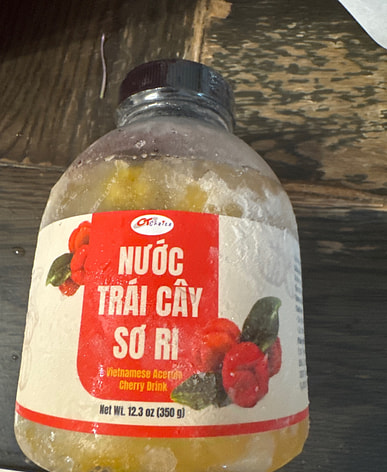 NƯỚC
TRÁI CÂY
SƠ RI
Vietnamese Acerola
Cherry Drink
Net Wt. 12.3 oz (350 g)